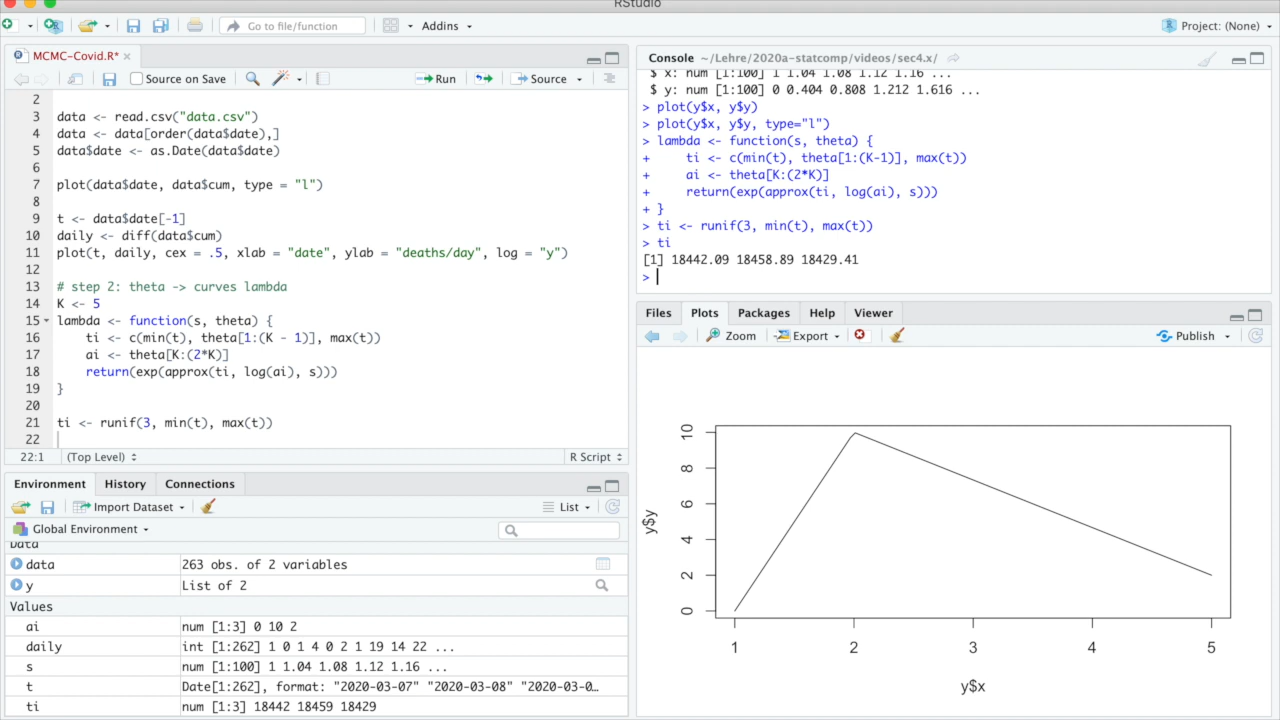 RStudio
Go to file/function
Addins
Project: (None)
MCMC-Covid.R*
Source on Save
Run
Source
2
3 data <- read.csv("data.csv")
4 data <- data[order(data$date),]
5 data$date <- as.Date(data$date)
6
7 plot(data$date, data$cum, type = "l")
8
9 t <- data$date[-1]
10 daily <- diff(data$cum)
11 plot(t, daily, cex = .5, xlab = "date", ylab = "deaths/day", log = "y")
12
13 # step 2: theta -> curves lambda
14 K <- 5
15 lambda <- function(s, theta) {
16 ti <- c(min(t), theta[1:(K - 1)], max(t))
17 ai <- theta[K:(2*K)]
18 return(exp(approx(ti, log(ai), s)))
19 }
20
21 ti <- runif(3, min(t), max(t))
22
22:1 (Top Level) R Script
Environment History Connections
Import Dataset List
Global Environment
Data
data 263 obs. of 2 variables
y List of 2
Values
ai num [1:3] 0 10 2
daily int [1:262] 1 0 1 4 0 2 1 19 14 22 ...
s num [1:100] 1 1.04 1.08 1.12 1.16 ...
t Date[1:262], format: "2020-03-07" "2020-03-08" "2020-03-0…
ti num [1:3] 18442 18459 18429
Console ~/Lehre/2020a-statcomp/videos/sec4.x/
$ x: num [1:100] 1 1.04 1.08 1.12 1.16 ...
$ y: num [1:100] 0 0.404 0.808 1.212 1.616 ...
> plot(y$x, y$y)
> plot(y$x, y$y, type="l")
> lambda <- function(s, theta) {
+ ti <- c(min(t), theta[1:(K-1)], max(t))
+ ai <- theta[K:(2*K)]
+ return(exp(approx(ti, log(ai), s)))
+ }
> ti <- runif(3, min(t), max(t))
> ti
[1] 18442.09 18458.89 18429.41
>
Files Plots Packages Help Viewer
Zoom Export Publish
10
8
6
4
2
0
y$y
1 2 3 4 5
y$x